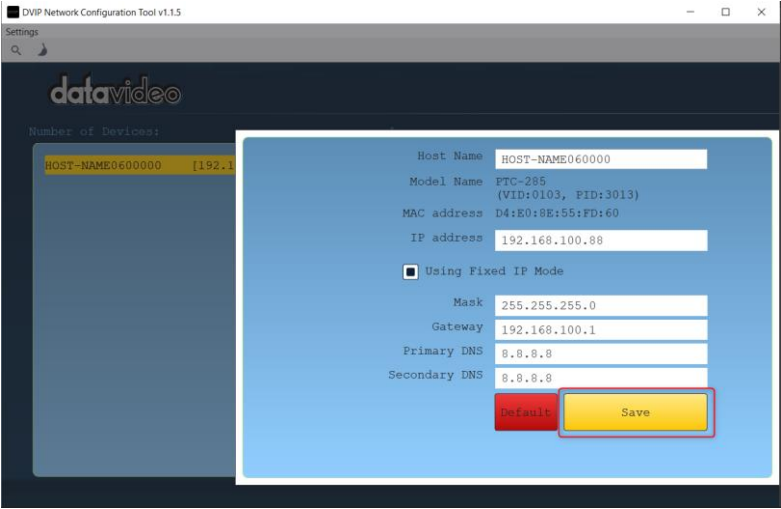 DVIP Network Configuration Tool v1.1.5
Settings
datavideo
Number of Devices:
HOST-NAME0600000 [192.1
Host Name HOST-NAME060000
Model Name PTC-285
(VID:0103, PID:3013)
MAC address D4:E0:8E:55:FD:60
IP address 192.168.100.88
Using Fixed IP Mode
Mask 255.255.255.0
Gateway 192.168.100.1
Primary DNS 8.8.8.8
Secondary DNS 8.8.8.8
Default Save